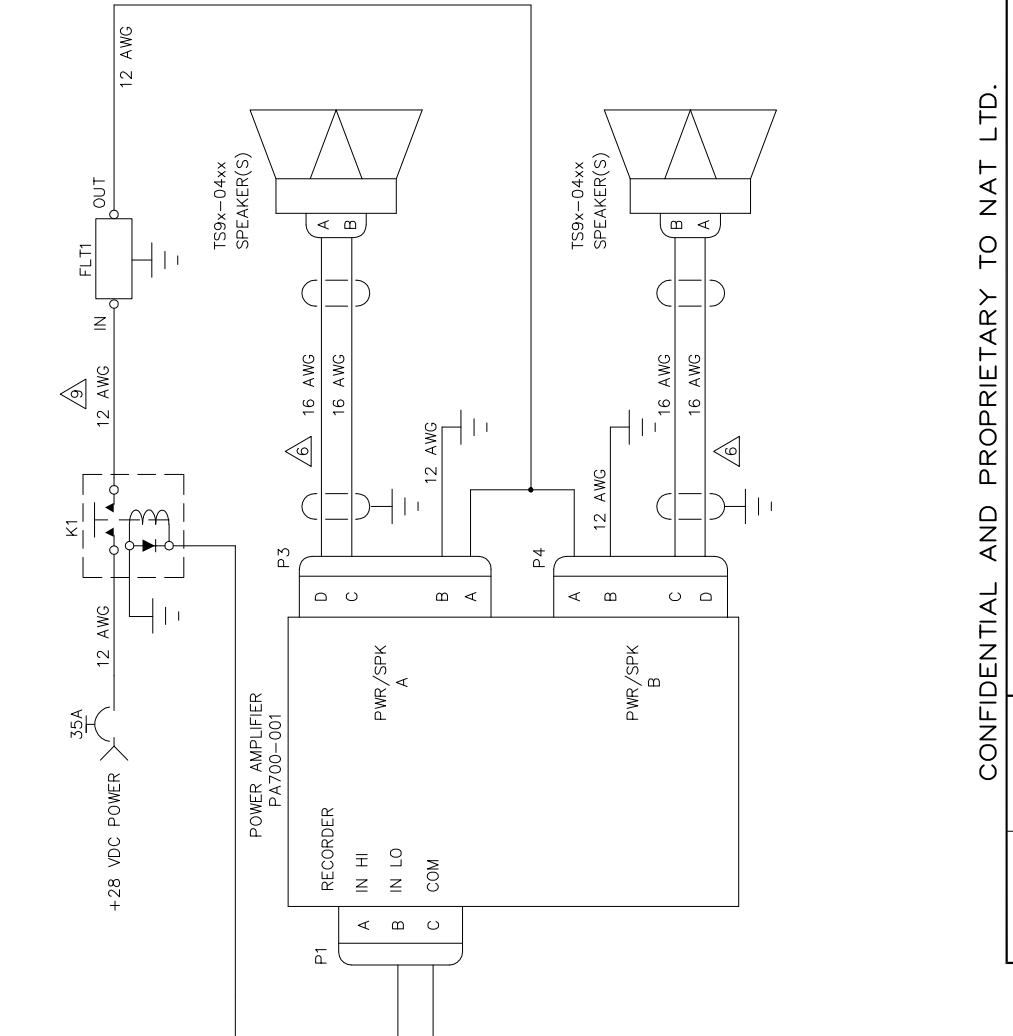 +28 VDC POWER
35A
12 AWG
K1
12 AWG
9
IN
FLT1
OUT
12 AWG
POWER AMPLIFIER
PA700-001
RECORDER
IN HI
IN LO
COM
P1
A
B
C
PWR/SPK
A
PWR/SPK
B
P3
D
C
B
A
P4
A
B
C
D
6
16 AWG
16 AWG
12 AWG
12 AWG
16 AWG
16 AWG
6
TS9x-04xx
SPEAKER(S)
A
B
TS9x-04xx
SPEAKER(S)
B
A
CONFIDENTIAL AND PROPRIETARY TO NAT LTD.